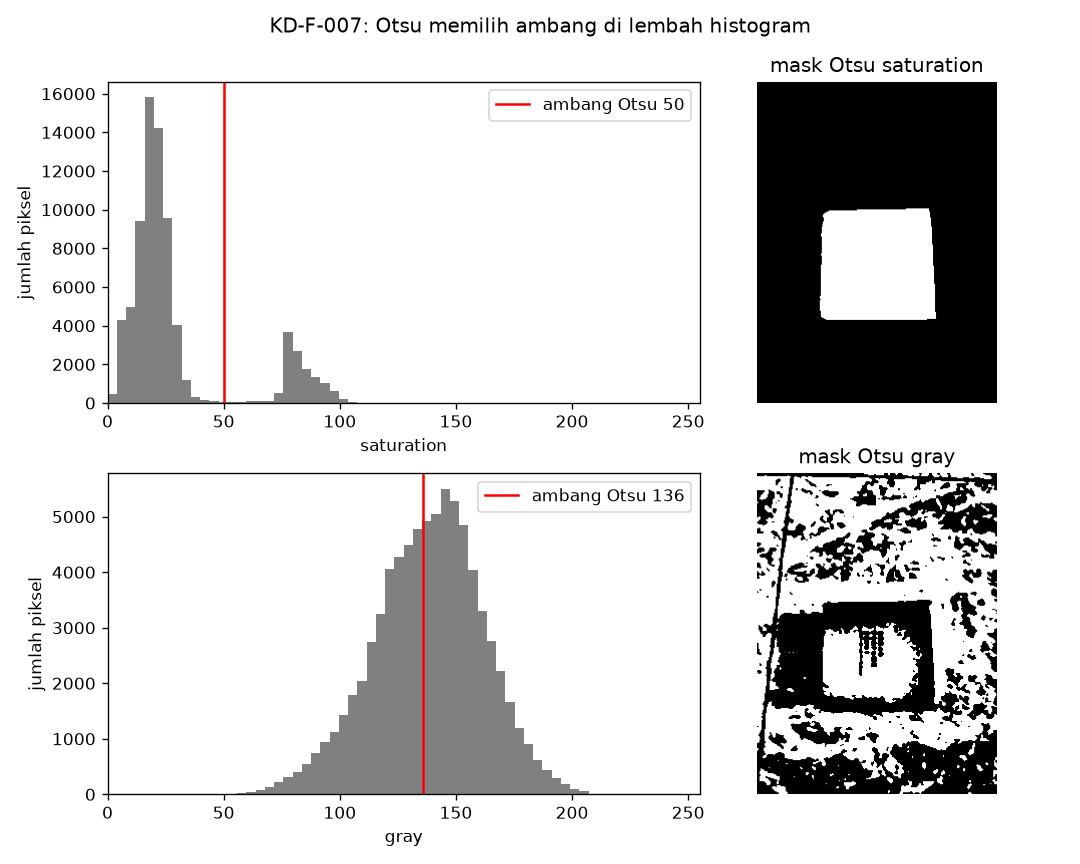 KD-F-007: Otsu memilih ambang di lembah histogram
mask Otsu saturation
16000
14000
12000
10000
8000
6000
4000
2000
0
jumlah piksel
ambang Otsu 50
0 50 100 150 200 250
saturation
mask Otsu gray
5000
4000
3000
2000
1000
0
jumlah piksel
ambang Otsu 136
0 50 100 150 200 250
gray